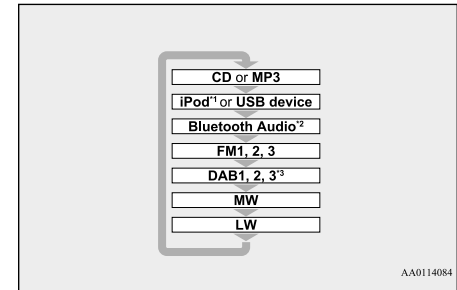 CD or MP3
iPod*1 or USB device
Bluetooth Audio*2
FM1, 2, 3
DAB1, 2, 3*3
MW
LW
AA0114084